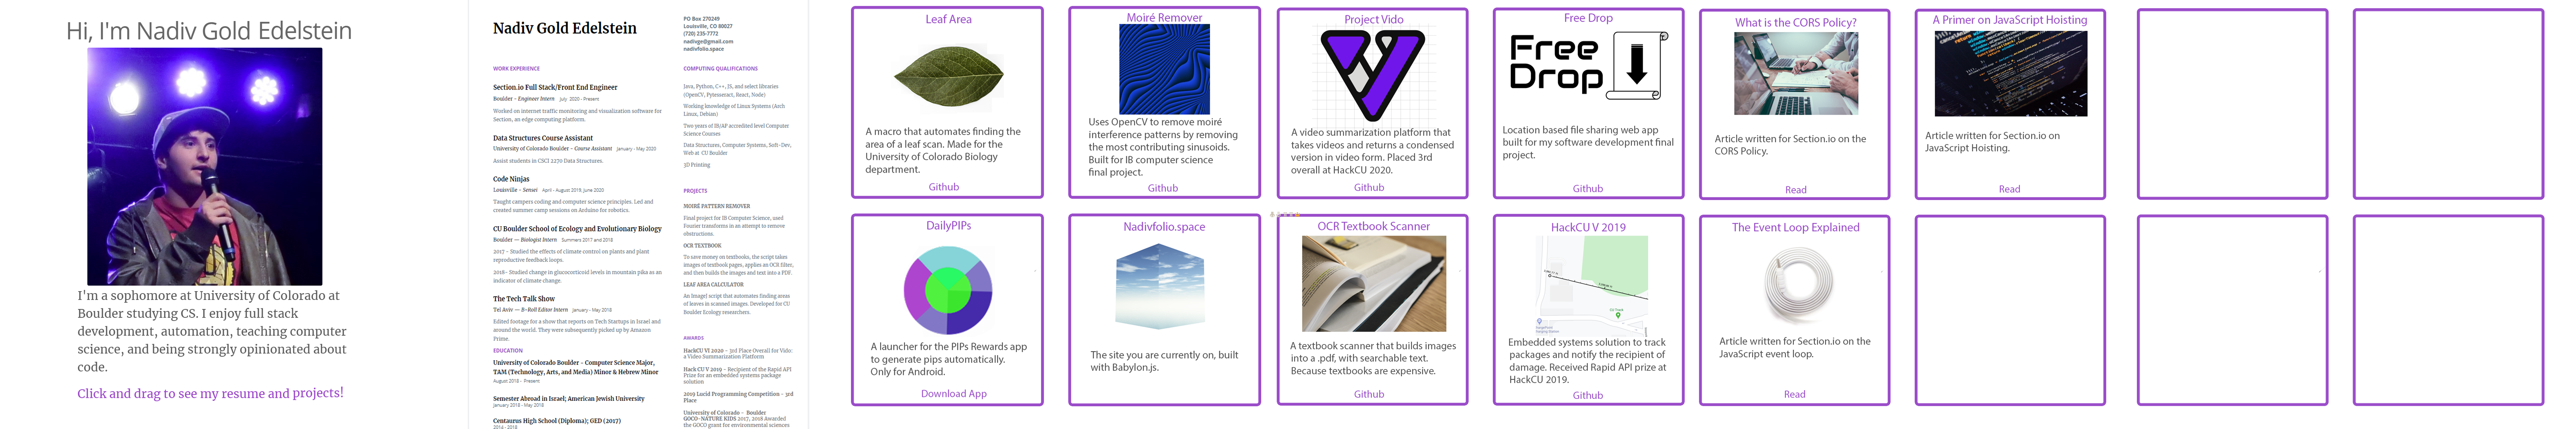 Hi, I'm Nadiv Gold Edelstein
I'm a sophomore at University of Colorado at
Boulder studying CS. I enjoy full stack
development, automation, teaching computer
science, and being strongly opinionated about
code.
Click and drag to see my resume and projects!
Nadiv Gold Edelstein
PO Box 270249
Louisville, CO 80027
(720) 235-7772
nadivge@gmail.com
nadivfolio.space
WORK EXPERIENCE
Section.io Full Stack/Front End Engineer
Boulder - Engineer Intern July 2020 - Present
Worked on internet traffic monitoring and visualization software for
Section, an edge computing platform.
Data Structures Course Assistant
University of Colorado Boulder - Course Assistant January - May 2020
Assist students in CSCI 2270 Data Structures.
Code Ninjas
Louisville - Sensei April - August 2019, June 2020
Taught campers coding and computer science principles. Led and
created summer camp sessions on Arduino for robotics.
CU Boulder School of Ecology and Evolutionary Biology
Boulder — Biologist Intern Summers 2017 and 2018
2017 - Studied the effects of climate control on plants and plant
reproductive feedback loops.
2018- Studied change in glucocorticoid levels in mountain pika as an
indicator of climate change.
The Tech Talk Show
Tel Aviv — B-Roll Editor Intern January - May 2018
Edited footage for a show that reports on Tech Startups in Israel and
around the world. They were subsequently picked up by Amazon
Prime.
EDUCATION
University of Colorado Boulder - Computer Science Major,
TAM (Technology, Arts, and Media) Minor & Hebrew Minor
August 2018 - Present
Semester Abroad in Israel; American Jewish University
January 2018 - May 2018
Centaurus High School (Diploma); GED (2017)
2014 - 2018
COMPUTING QUALIFICATIONS
Java, Python, C++, JS, and select libraries
(OpenCV, Pytesseract, React, Node)
Working knowledge of Linux Systems (Arch
Linux, Debian)
Two years of IB/AP accredited level Computer
Science Courses
Data Structures, Computer Systems, Soft-Dev,
Web at CU Boulder
3D Printing
PROJECTS
MOIRÉ PATTERN REMOVER
Final project for IB Computer Science, used
Fourier transforms in an attempt to remove
obstructions.
OCR TEXTBOOK
To save money on textbooks, the script takes
images of textbook pages, applies an OCR filter,
and then builds the images and text into a PDF.
LEAF AREA CALCULATOR
An ImageJ script that automates finding areas
of leaves in scanned images. Developed for CU
Boulder Ecology researchers.
AWARDS
HackCU VI 2020 - 3rd Place Overall for Vido:
a Video Summarization Platform
Hack CU V 2019 - Recipient of the Rapid API
Prize for an embedded systems package
solution
2019 Lucid Programming Competition - 3rd
Place
University of Colorado - Boulder
GOCO-NATURE KIDS 2017, 2018 Awarded
the GOCO grant for environmental sciences
Leaf Area
A macro that automates finding the
area of a leaf scan. Made for the
University of Colorado Biology
department.
Github
Moiré Remover
Uses OpenCV to remove moiré
interference patterns by removing
the most contributing sinusoids.
Built for IB computer science
final project.
Github
Project Vido
A video summarization platform that
takes videos and returns a condensed
version in video form. Placed 3rd
overall at HackCU 2020.
Github
Free Drop
Free
Drop
Location based file sharing web app
built for my software development final
project.
Github
What is the CORS Policy?
Article written for Section.io on the
CORS Policy.
Read
A Primer on JavaScript Hoisting
Article written for Section.io on
JavaScript Hoisting.
Read
DailyPIPs
A launcher for the PIPs Rewards app
to generate pips automatically.
Only for Android.
Download App
Nadivfolio.space
The site you are currently on, built
with Babylon.js.
OCR Textbook Scanner
A textbook scanner that builds images
into a .pdf, with searchable text.
Because textbooks are expensive.
Github
HackCU V 2019
Embedded systems solution to track
packages and notify the recipient of
damage. Received Rapid API prize at
HackCU 2019.
Github
The Event Loop Explained
Article written for Section.io on the
JavaScript event loop.
Read